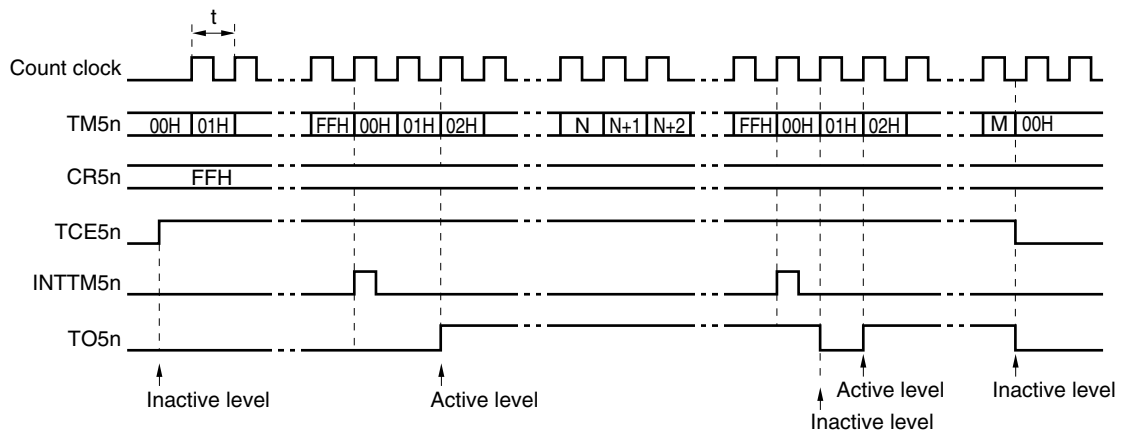 t
Count clock
TM5n 00H 01H FFH 00H 01H 02H N N+1 N+2 FFH 00H 01H 02H M 00H
CR5n FFH
TCE5n
INTTM5n
TO5n
Inactive level Active level Active level Inactive level
Inactive level